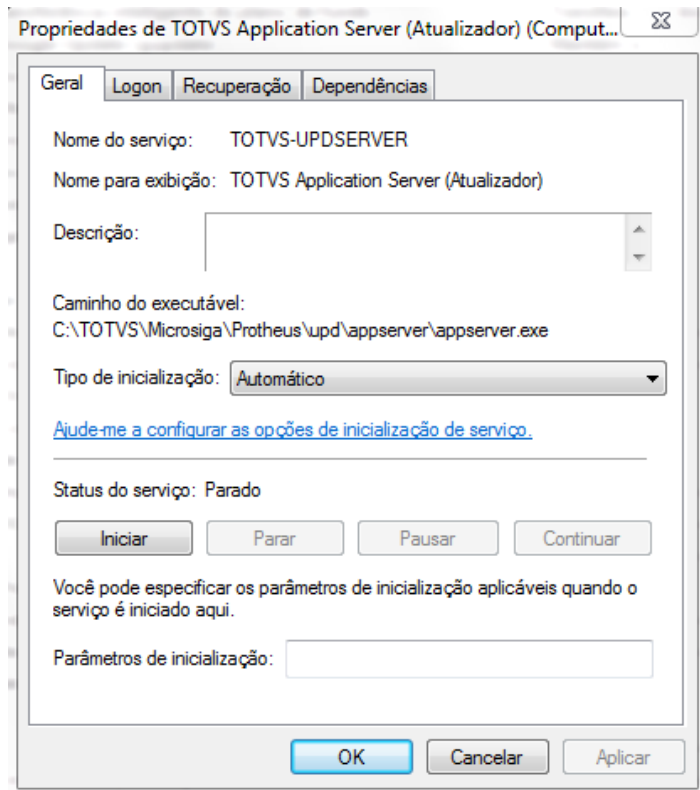 Propriedades de TOTVS Application Server (Atualizador) (Comput...
Geral Logon Recuperação Dependências
Nome do serviço: TOTVS-UPDSERVER
Nome para exibição: TOTVS Application Server (Atualizador)
Descrição:
Caminho do executável:
C:\TOTVS\Microsiga\Protheus\upd\appserver\appserver.exe
Tipo de inicialização: Automático
Ajude-me a configurar as opções de inicialização de serviço.
Status do serviço: Parado
Iniciar Parar Pausar Continuar
Você pode especificar os parâmetros de inicialização aplicáveis quando o
serviço é iniciado aqui.
Parâmetros de inicialização:
OK Cancelar Aplicar